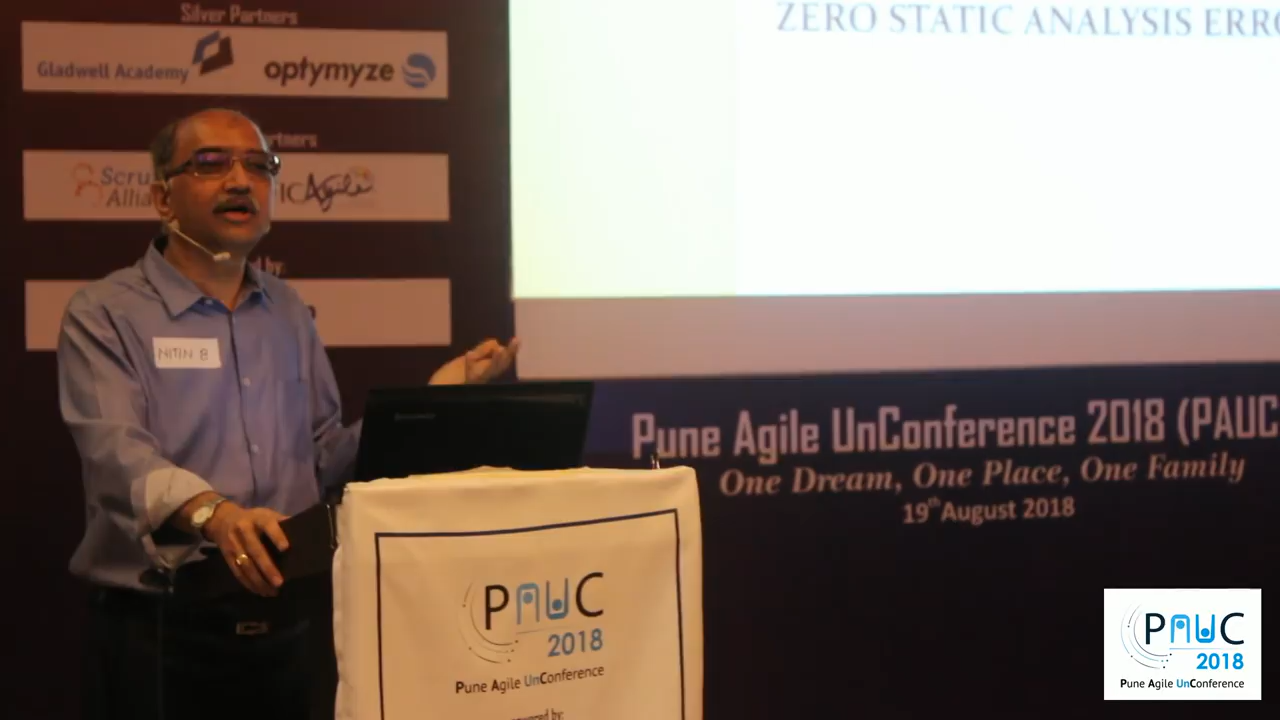 Silver Partners
Gladwell Academy
optymyze
ZERO STATIC ANALYSIS
NITIN B
Pune Agile UnConference 2018 (PAUC
One Dream, One Place, One Family
19th August 2018
PAUC
2018
Pune Agile UnConference
PAUC
2018
Pune Agile UnConference